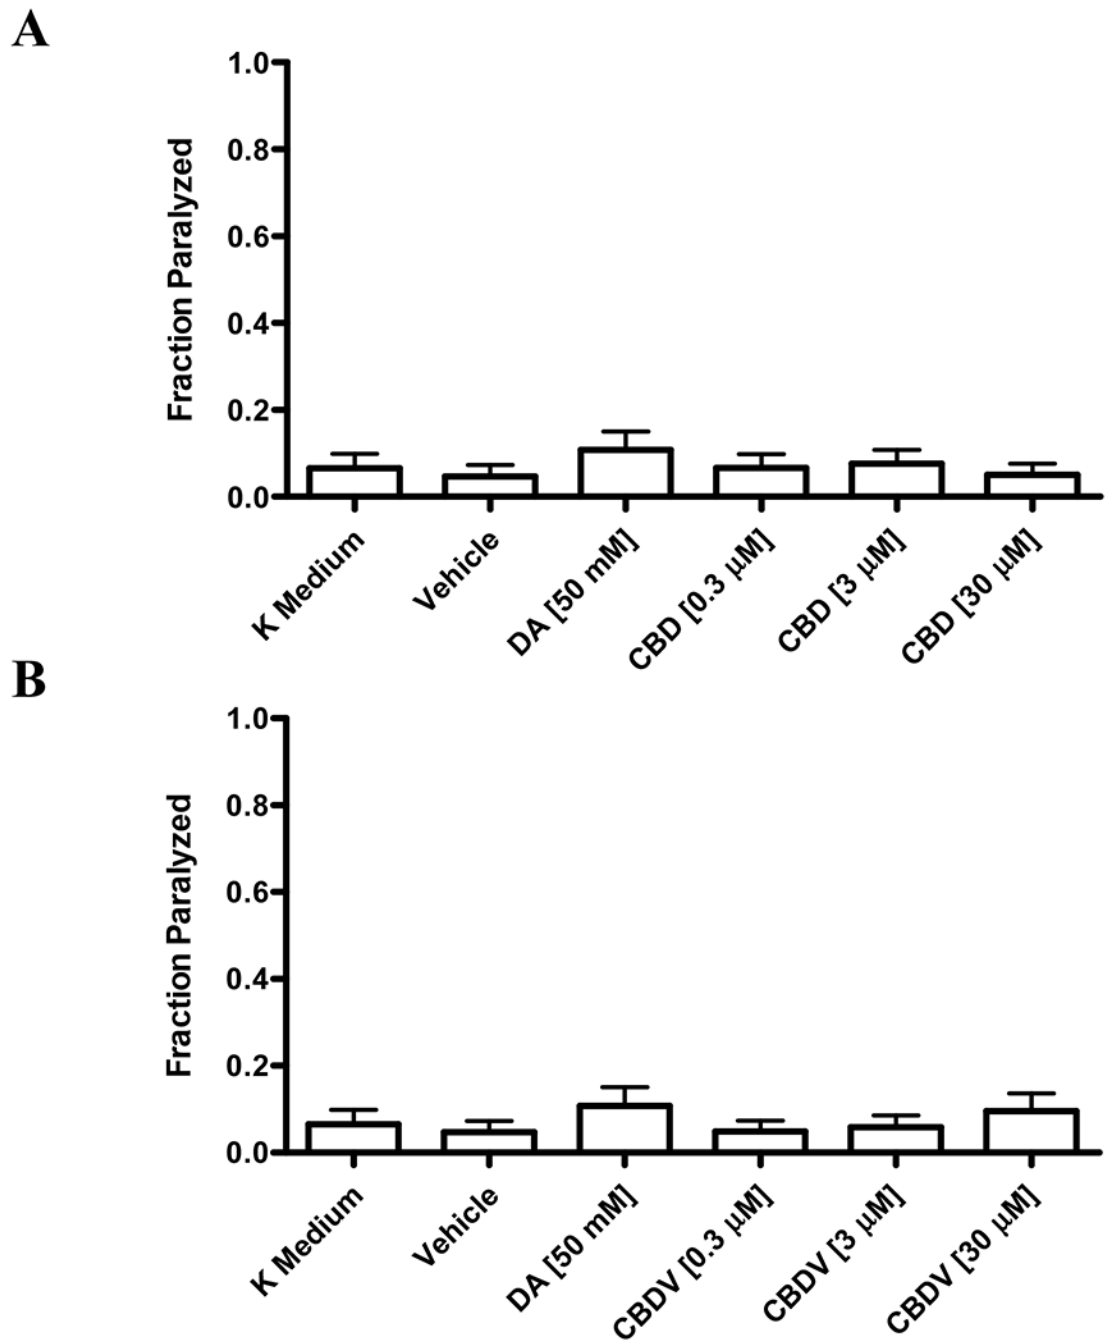 A
1.0
0.8
0.6
0.4
0.2
0.0
Fraction Paralyzed
K Medium
Vehicle
DA [50 mM]
CBD [0.3 μM]
CBD [3 μM]
CBD [30 μM]
B
1.0
0.8
0.6
0.4
0.2
0.0
Fraction Paralyzed
K Medium
Vehicle
DA [50 mM]
CBDV [0.3 μM]
CBDV [3 μM]
CBDV [30 μM]